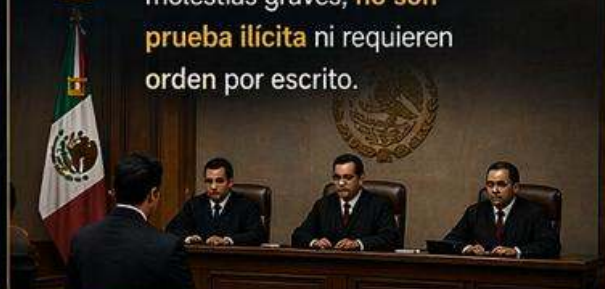 molestias graves, no son
prueba ilícita ni requieren
orden por escrito.